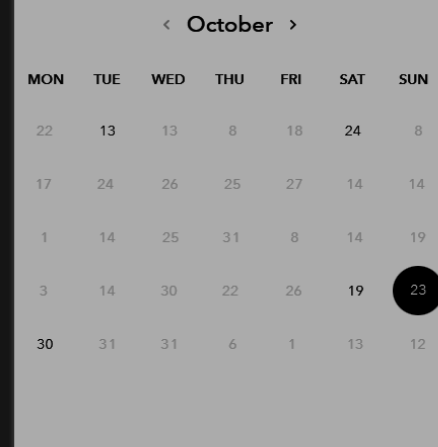 ‹ October ›
MON TUE WED THU FRI SAT SUN
22 13 13 8 18 24 8
17 24 26 25 27 14 14
1 14 25 31 8 14 19
3 14 30 22 26 19 23
30 31 31 6 1 13 12